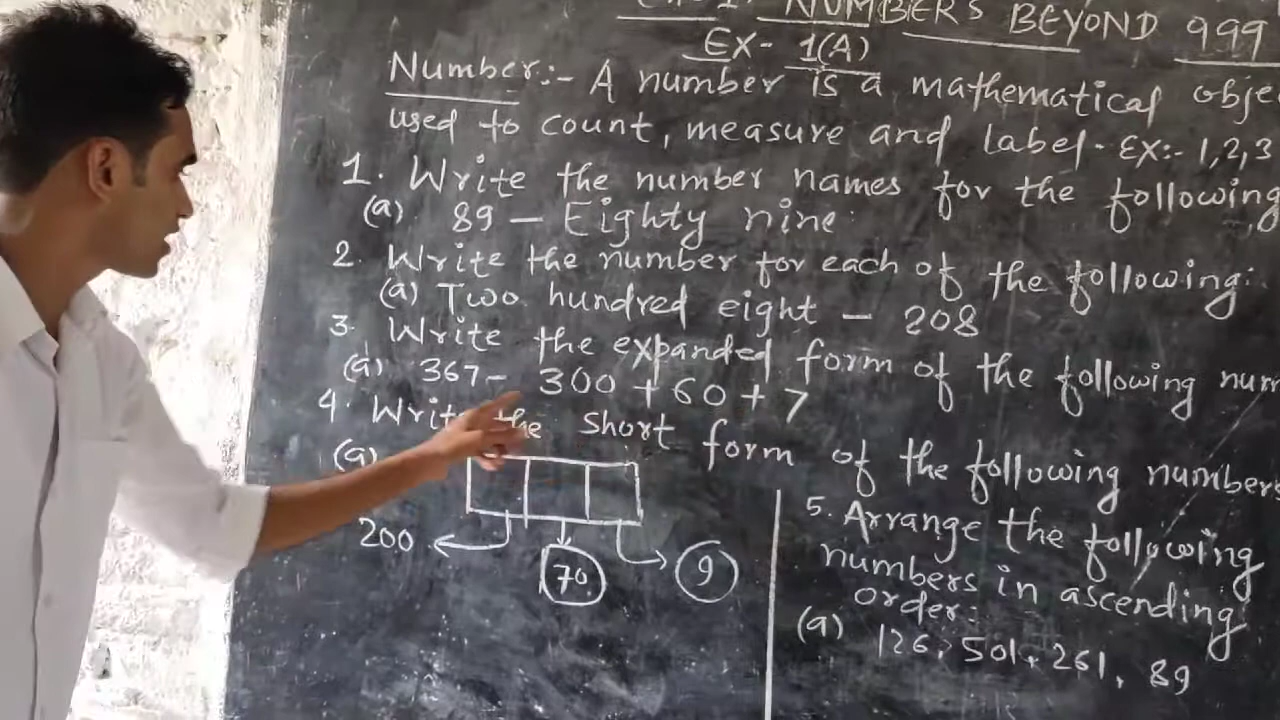 NUMBERS BEYOND 999
EX- 1(A)
Number:- A number is a mathematical obje
used to count, measure and label. EX:- 1,2,3
1. Write the number names for the following
(a) 89 - Eighty nine.
2. Write the number for each of the following:
(a) Two hundred eight - 208
3. Write the expanded form of the following num
(a) 367- 300 + 60 + 7
4. Write the short form of the following numbers
(a)
200
70
9
5. Arrange the following
numbers in ascending
order:
(a) 126, 501, 261, 89